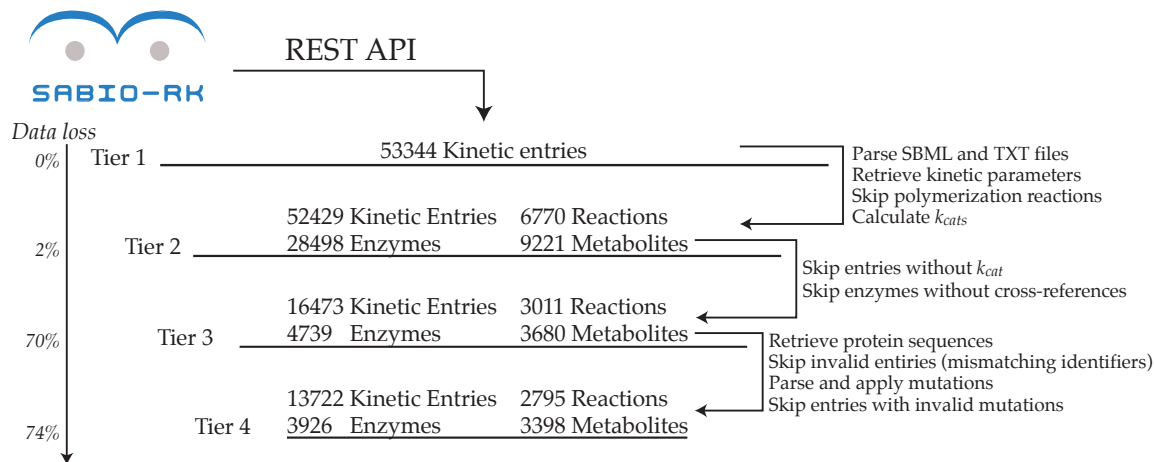 SABIO-RK
REST API
Data loss
0%
Tier 1
53344 Kinetic entries
Parse SBML and TXT files
Retrieve kinetic parameters
Skip polymerization reactions
Calculate kcats
52429 Kinetic Entries 6770 Reactions
2% Tier 2 28498 Enzymes 9221 Metabolites
Skip entries without kcat
Skip enzymes without cross-references
16473 Kinetic Entries 3011 Reactions
70% Tier 3 4739 Enzymes 3680 Metabolites
Retrieve protein sequences
Skip invalid entiries (mismatching identifiers)
Parse and apply mutations
Skip entries with invalid mutations
13722 Kinetic Entries 2795 Reactions
74% Tier 4 3926 Enzymes 3398 Metabolites